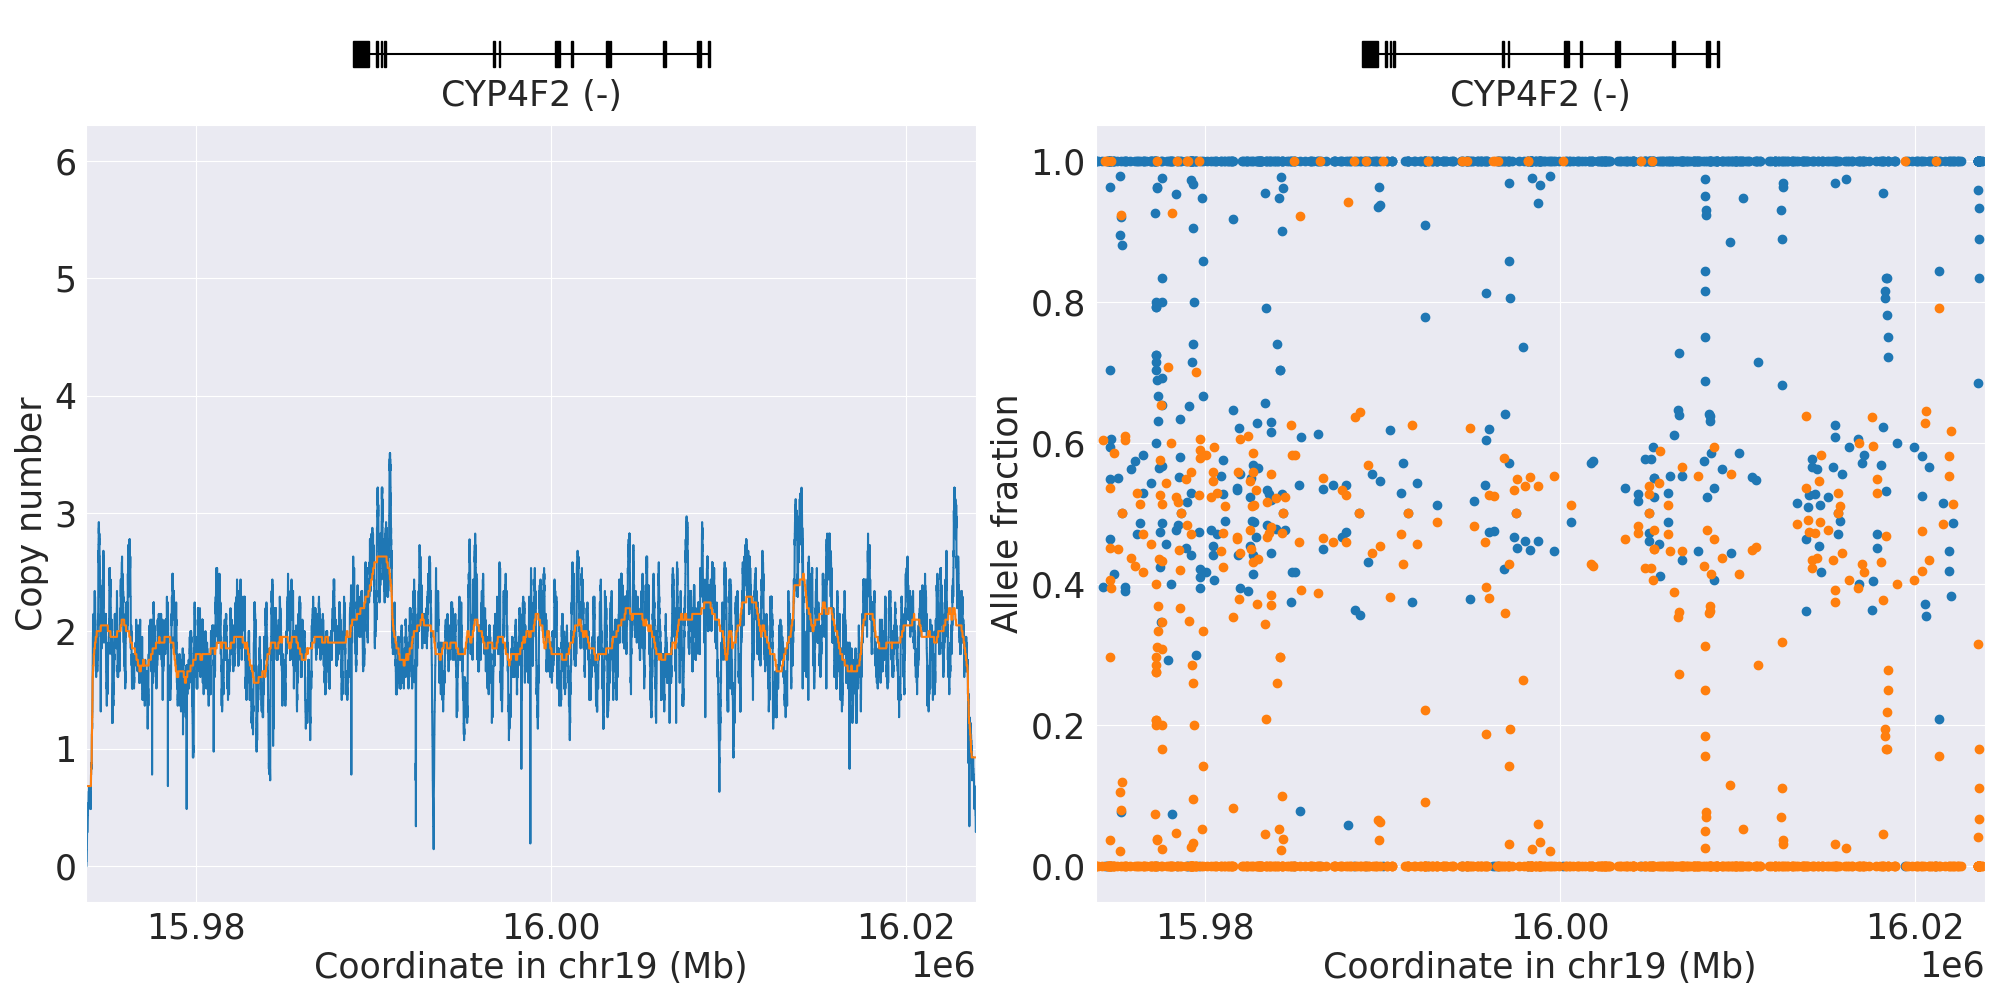 CYP4F2 (-)
6
5
4
3
2
1
0
Copy number
15.98
16.00
16.02
1e6
Coordinate in chr19 (Mb)
CYP4F2 (-)
1.0
0.8
0.6
0.4
0.2
0.0
Allele fraction
15.98
16.00
16.02
1e6
Coordinate in chr19 (Mb)